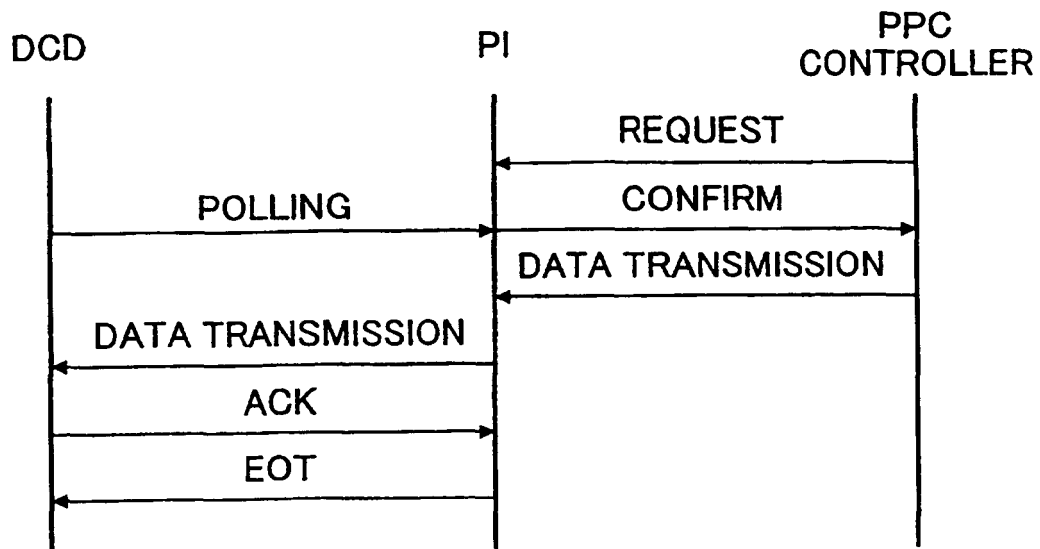 DCD
PI
PPC
CONTROLLER
REQUEST
POLLING
CONFIRM
DATA TRANSMISSION
DATA TRANSMISSION
ACK
EOT